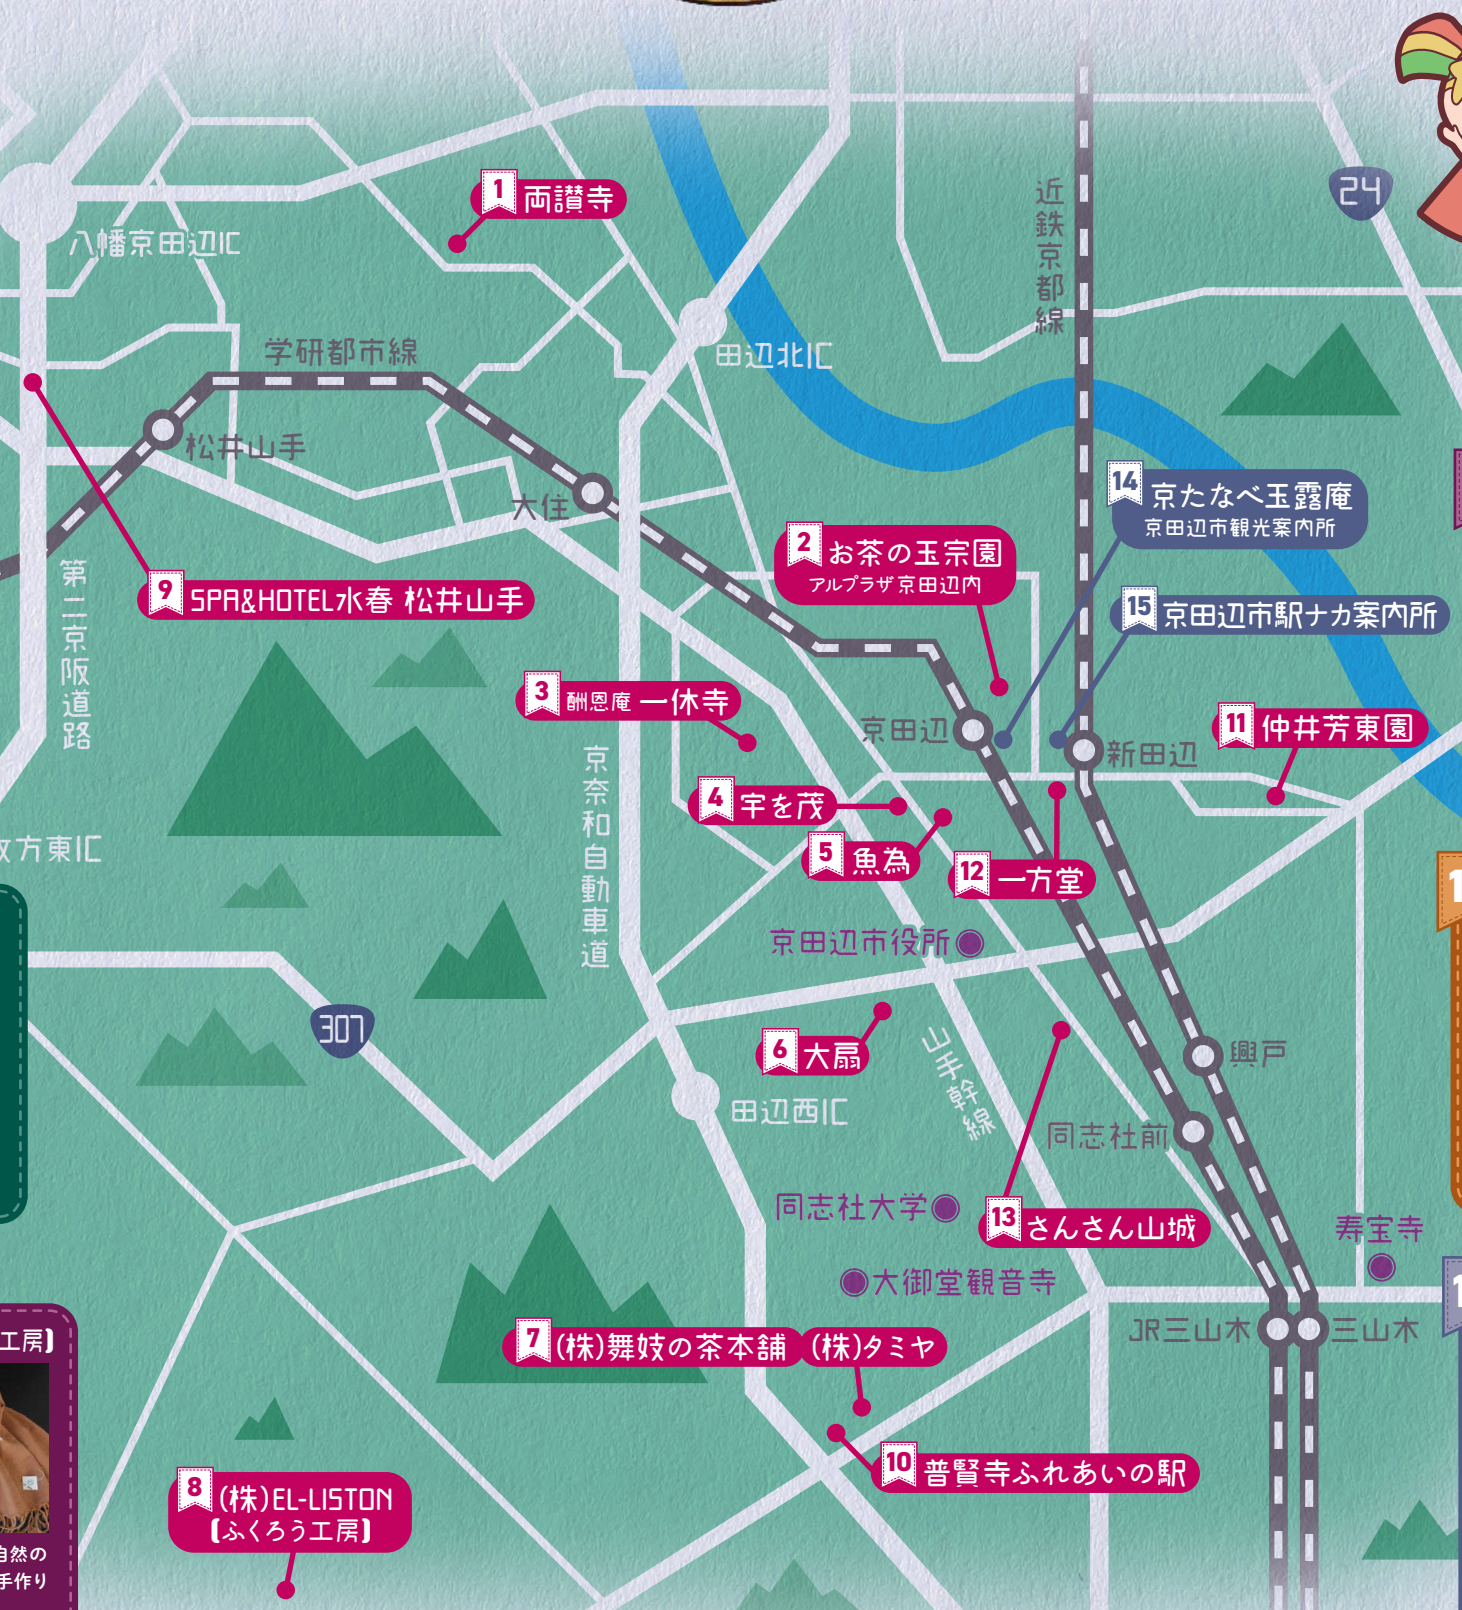 1 両讃寺
24
近鉄京都線
八幡京田辺IC
学研都市線
田辺北IC
松井山手
大住
14 京たなべ玉露庵
京田辺市観光案内所
2 お茶の玉宗園
アルプラザ京田辺内
15 京田辺市駅ナカ案内所
9 SPA&HOTEL水春 松井山手
第二京阪道路
3 酬恩庵 一休寺
京田辺
新田辺
11 仲井芳東園
京奈和自動車道
4 宇を茂
5 魚為
12 一方堂
方東IC
京田辺市役所
307
6 大扇
山手幹線
興戸
田辺西IC
同志社前
同志社大学
13 さんさん山城
寿宝寺
大御堂観音寺
JR三山木
三山木
7 (株)舞妓の茶本舗
(株)タミヤ
工房)
10 普賢寺ふれあいの駅
8 (株)EL-LISTON
(ふくろう工房)
自然の
手作り